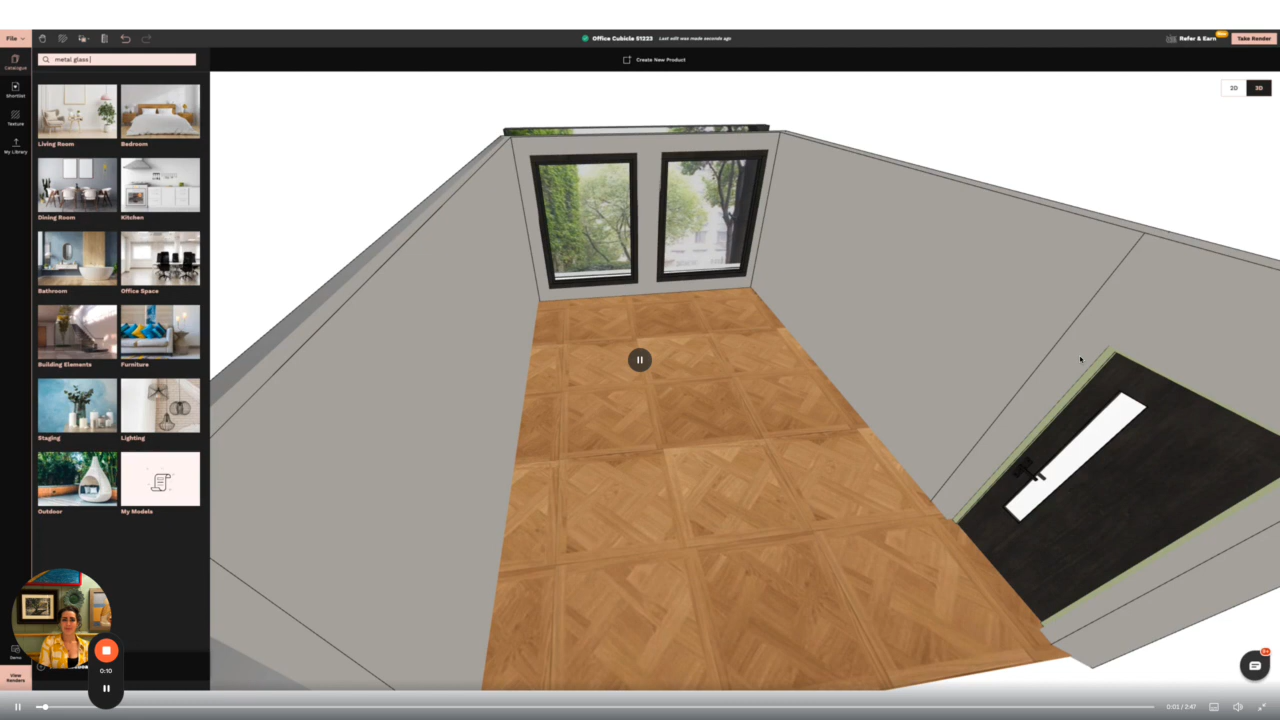 File
Office Cubicle 51223
Last edit was made seconds ago
Refer & Earn
New
Take Render
Catalogue
metal glass
Create New Product
2D
3D
Shortlist
Texture
My Library
Living Room
Bedroom
Dining Room
Kitchen
Bathroom
Office Space
Building Elements
Furniture
Staging
Lighting
Outdoor
My Models
0:10
View
Renders
9+
0:01 / 2:47